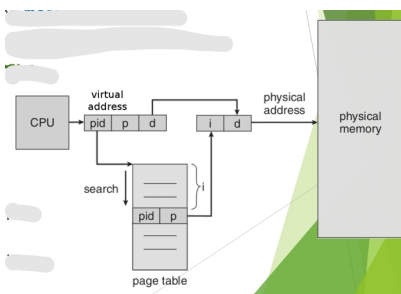 virtual
address
CPU
pid p d
i d
physical
address
physical
memory
search
i
pid p
page table